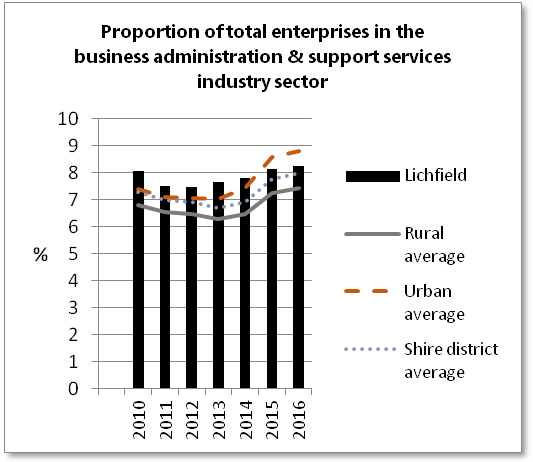 Proportion of total enterprises in the
business administration & support services
industry sector
10
9
8
7
6
5
4
3
2
1
0
%
2010
2011
2012
2013
2014
2015
2016
Lichfield
Rural
average
Urban
average
Shire district
average